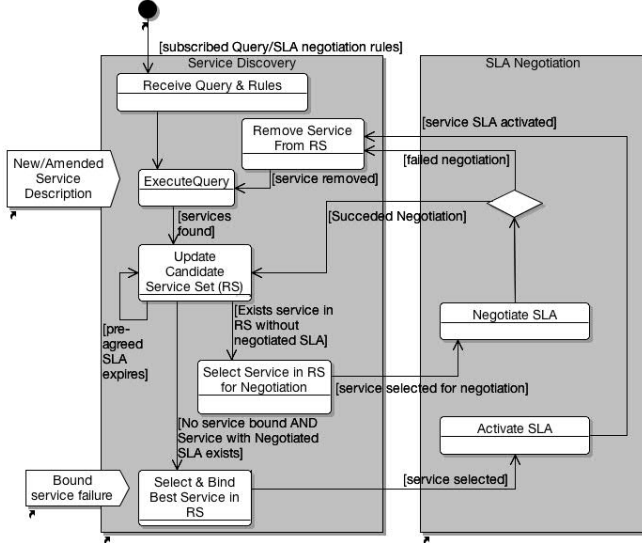 [subscribed Query/SLA negotiation rules]
Service Discovery
SLA Negotiation
Receive Query & Rules
Remove Service
From RS
[service SLA activated]
[failed negotiation]
New/Amended
Service
Description
ExecuteQuery
[service removed]
[services
found]
[Succeded Negotiation]
Update
Candidate
Service Set (RS)
[pre-
agreed
SLA
expires]
[Exists service in
RS without
negotiated SLA]
Negotiate SLA
Select Service in RS
for Negotiation
[service selected for negotiation]
[No service bound AND
Service with Negotiated
SLA exists]
Activate SLA
Bound
service failure
Select & Bind
Best Service in
RS
[service selected]